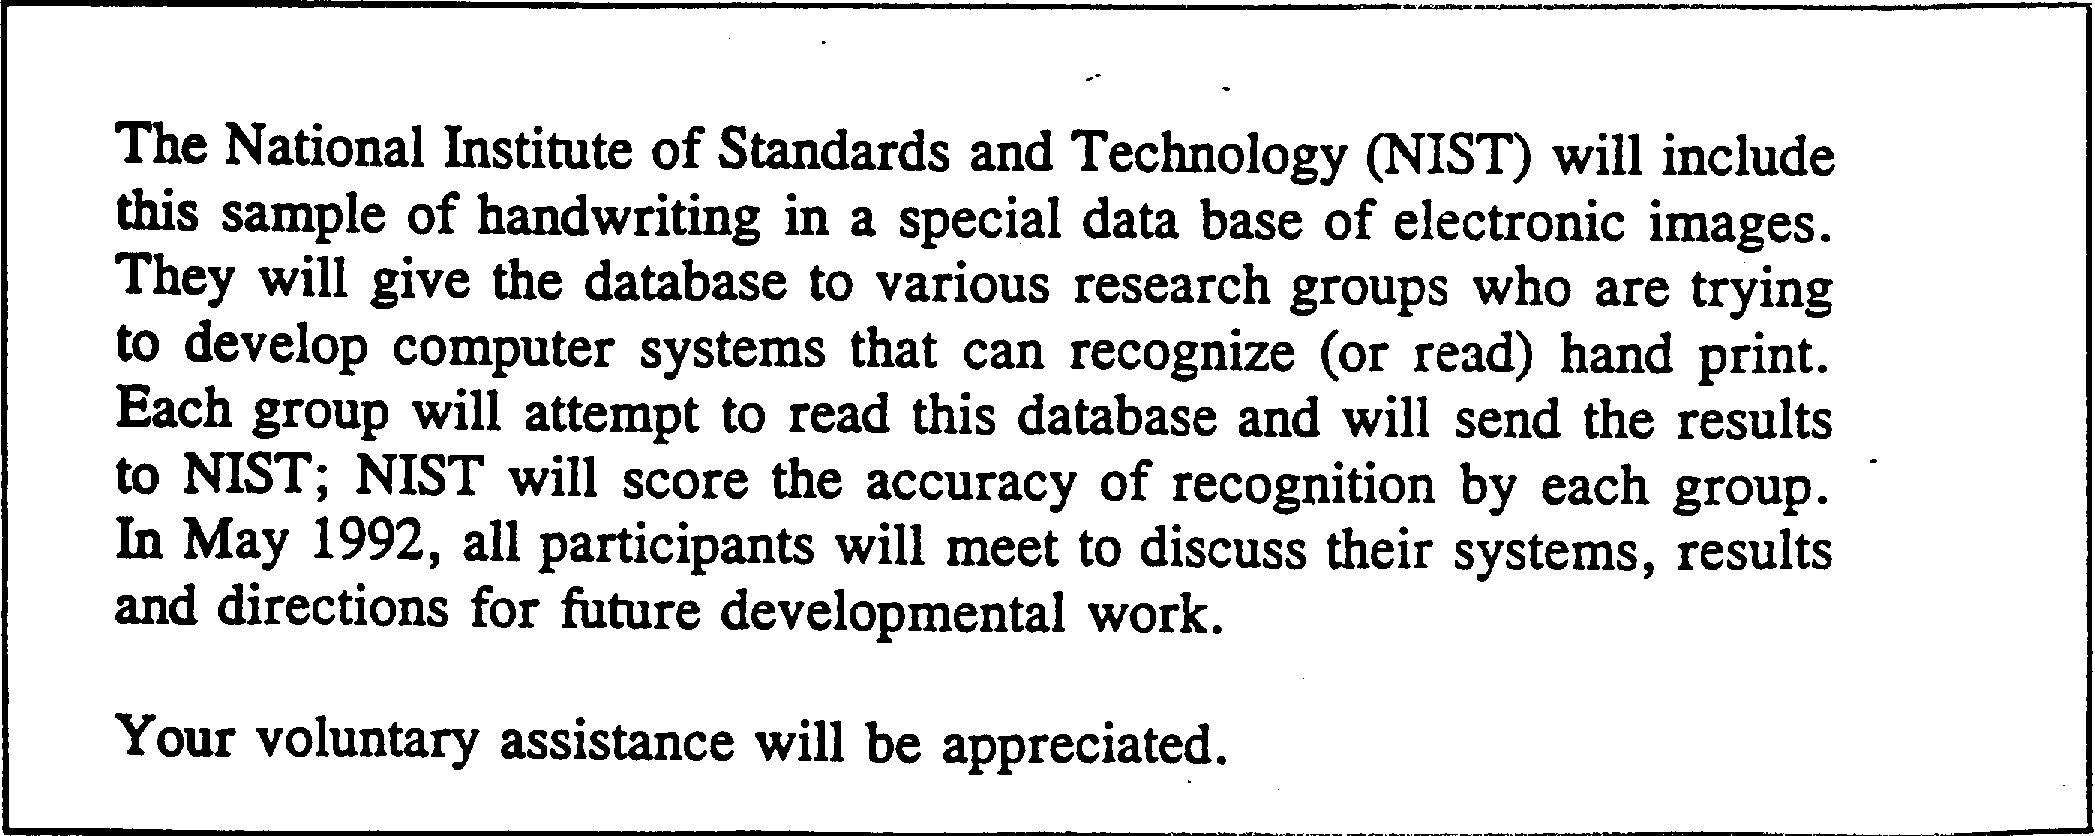 The National Institute of Standards and Technology (NIST) will include
this sample of handwriting in a special data base of electronic images.
They will give the database to various research groups who are trying
to develop computer systems that can recognize (or read) hand print.
Each group will attempt to read this database and will send the results
to NIST; NIST will score the accuracy of recognition by each group.
In May 1992, all participants will meet to discuss their systems, results
and directions for future developmental work.
Your voluntary assistance will be appreciated.